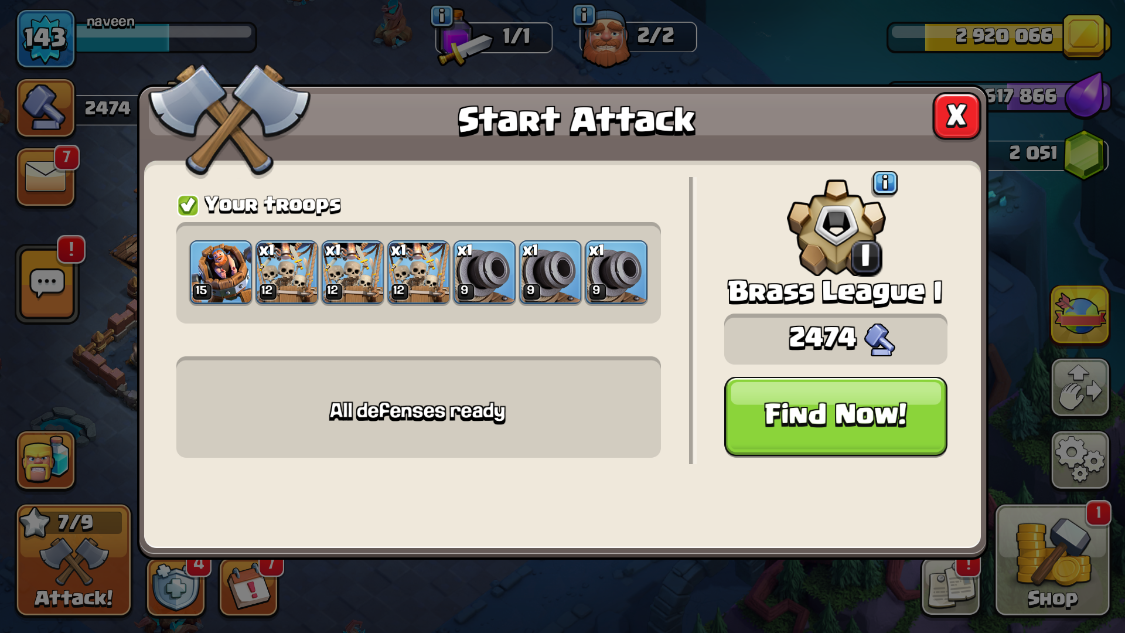 143
naveen
i
1/1
i
2/2
2 920 066
2474
517 866
Start Attack
X
7
2 051
Your troops
i
15
x1
12
x1
12
x1
12
x1
9
x1
9
x1
9
I
Brass League I
2474
!
All defenses ready
Find Now!
7/9
Attack!
4
!
7
!
1
Shop